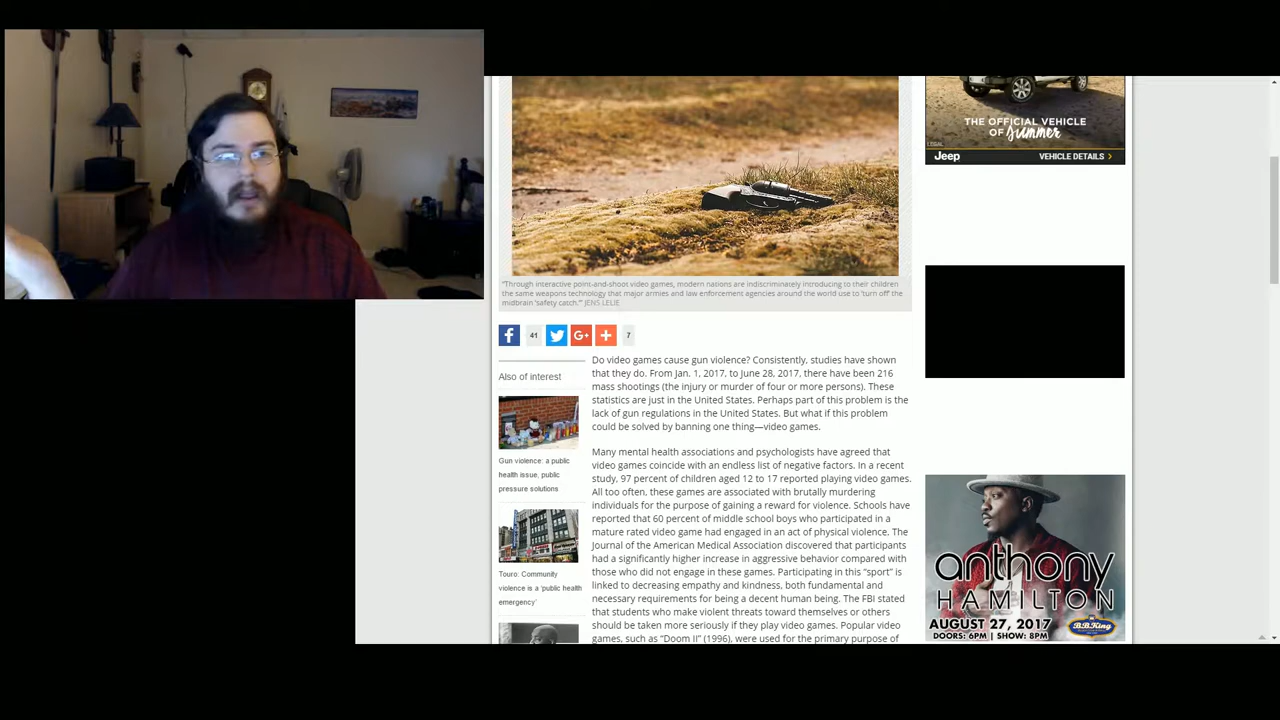 THE OFFICIAL VEHICLE
OF Summer
LEGAL
Jeep
VEHICLE DETAILS >
"Through interactive point-and-shoot video games, modern nations are indiscriminately introducing to their children
the same weapons technology that major armies and law enforcement agencies around the world use to 'turn off' the
midbrain 'safety catch.'" JENS LELIE
f
41
G+
+
7
Also of interest
Gun violence: a public
health issue, public
pressure solutions
Touro: Community
violence is a 'public health
emergency'
Do video games cause gun violence? Consistently, studies have shown
that they do. From Jan. 1, 2017, to June 28, 2017, there have been 216
mass shootings (the injury or murder of four or more persons). These
statistics are just in the United States. Perhaps part of this problem is the
lack of gun regulations in the United States. But what if this problem
could be solved by banning one thing—video games.
Many mental health associations and psychologists have agreed that
video games coincide with an endless list of negative factors. In a recent
study, 97 percent of children aged 12 to 17 reported playing video games.
All too often, these games are associated with brutally murdering
individuals for the purpose of gaining a reward for violence. Schools have
reported that 60 percent of middle school boys who participated in a
mature rated video game had engaged in an act of physical violence. The
Journal of the American Medical Association discovered that participants
had a significantly higher increase in aggressive behavior compared with
those who did not engage in these games. Participating in this "sport" is
linked to decreasing empathy and kindness, both fundamental and
necessary requirements for being a decent human being. The FBI stated
that students who make violent threats toward themselves or others
should be taken more seriously if they play video games. Popular video
games, such as "Doom II" (1996), were used for the primary purpose of
anthony
HAMILTON
AUGUST 27, 2017
DOORS: 6PM | SHOW: 8PM
B.B.King